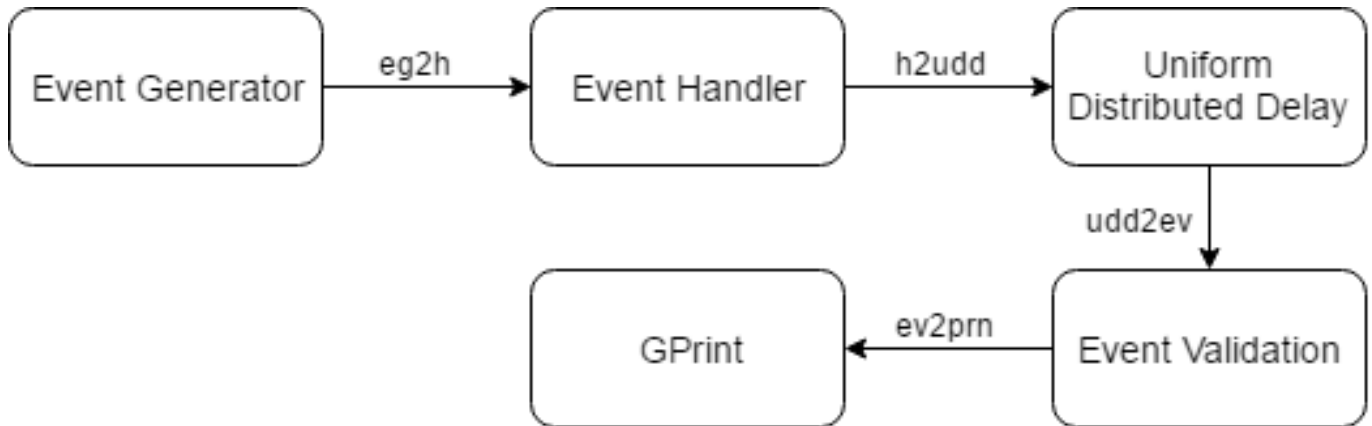 Event Generator
eg2h
Event Handler
h2udd
Uniform
Distributed Delay
udd2ev
GPrint
ev2prn
Event Validation